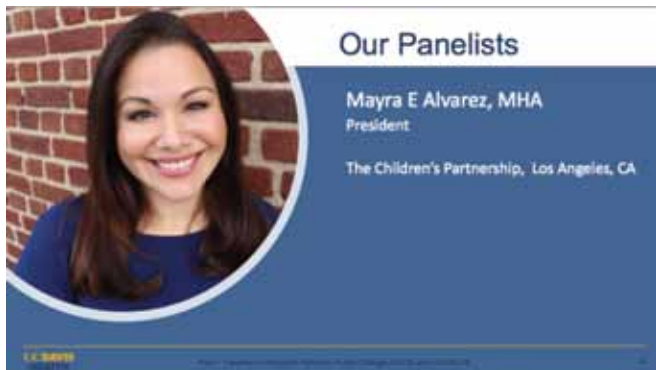 Our Panelists
Mayra E Alvarez, MHA
President
The Children's Partnership, Los Angeles, CA
UC DAVIS